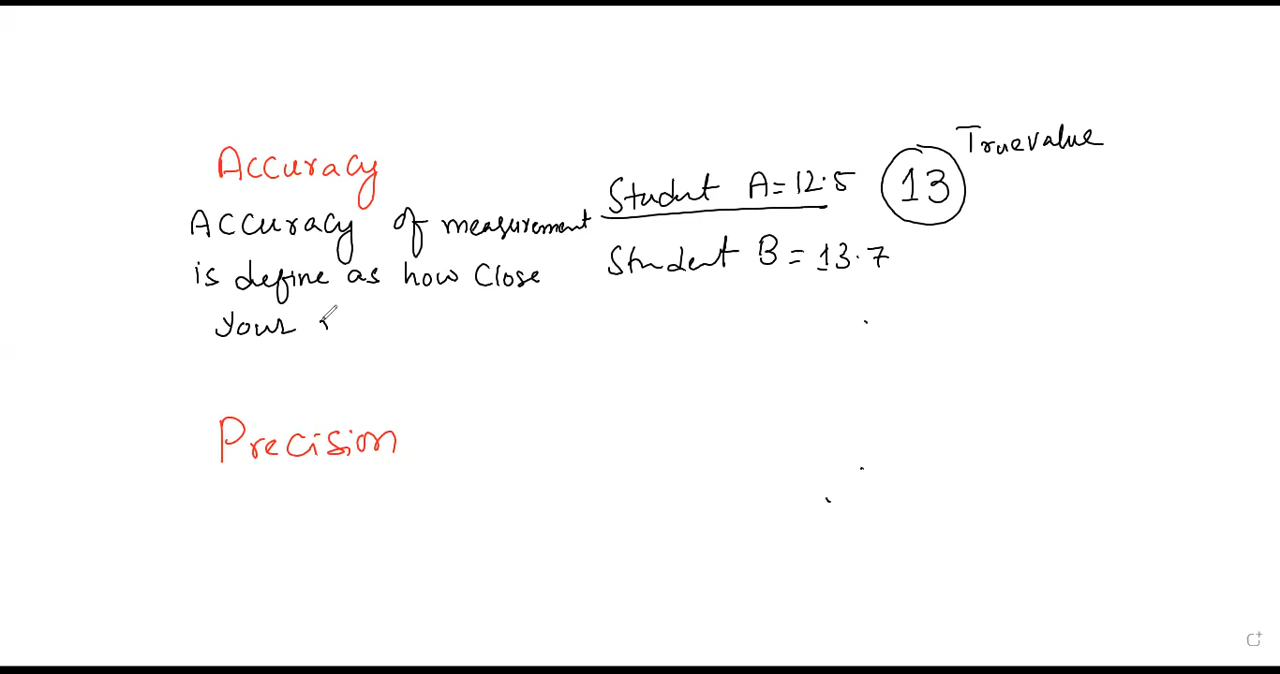 Accuracy
Accuracy of measurement
is define as how close
your
Student A = 12.5
13
True value
Student B = 13.7
Precision